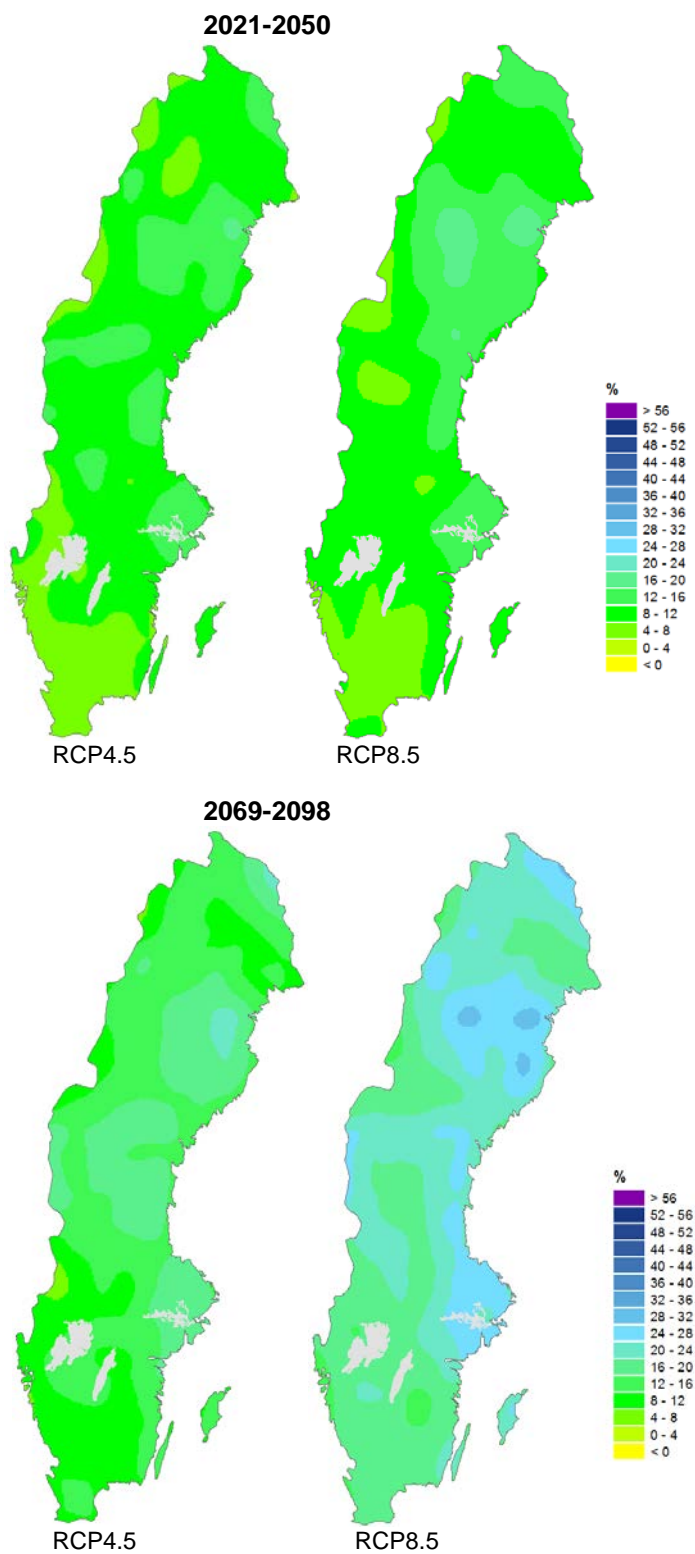 2021-2050
%
> 56
52 - 56
48 - 52
44 - 48
40 - 44
36 - 40
32 - 36
28 - 32
24 - 28
20 - 24
16 - 20
12 - 16
8 - 12
4 - 8
0 - 4
< 0
RCP4.5 RCP8.5
2069-2098
%
> 56
52 - 56
48 - 52
44 - 48
40 - 44
36 - 40
32 - 36
28 - 32
24 - 28
20 - 24
16 - 20
12 - 16
8 - 12
4 - 8
0 - 4
< 0
RCP4.5 RCP8.5